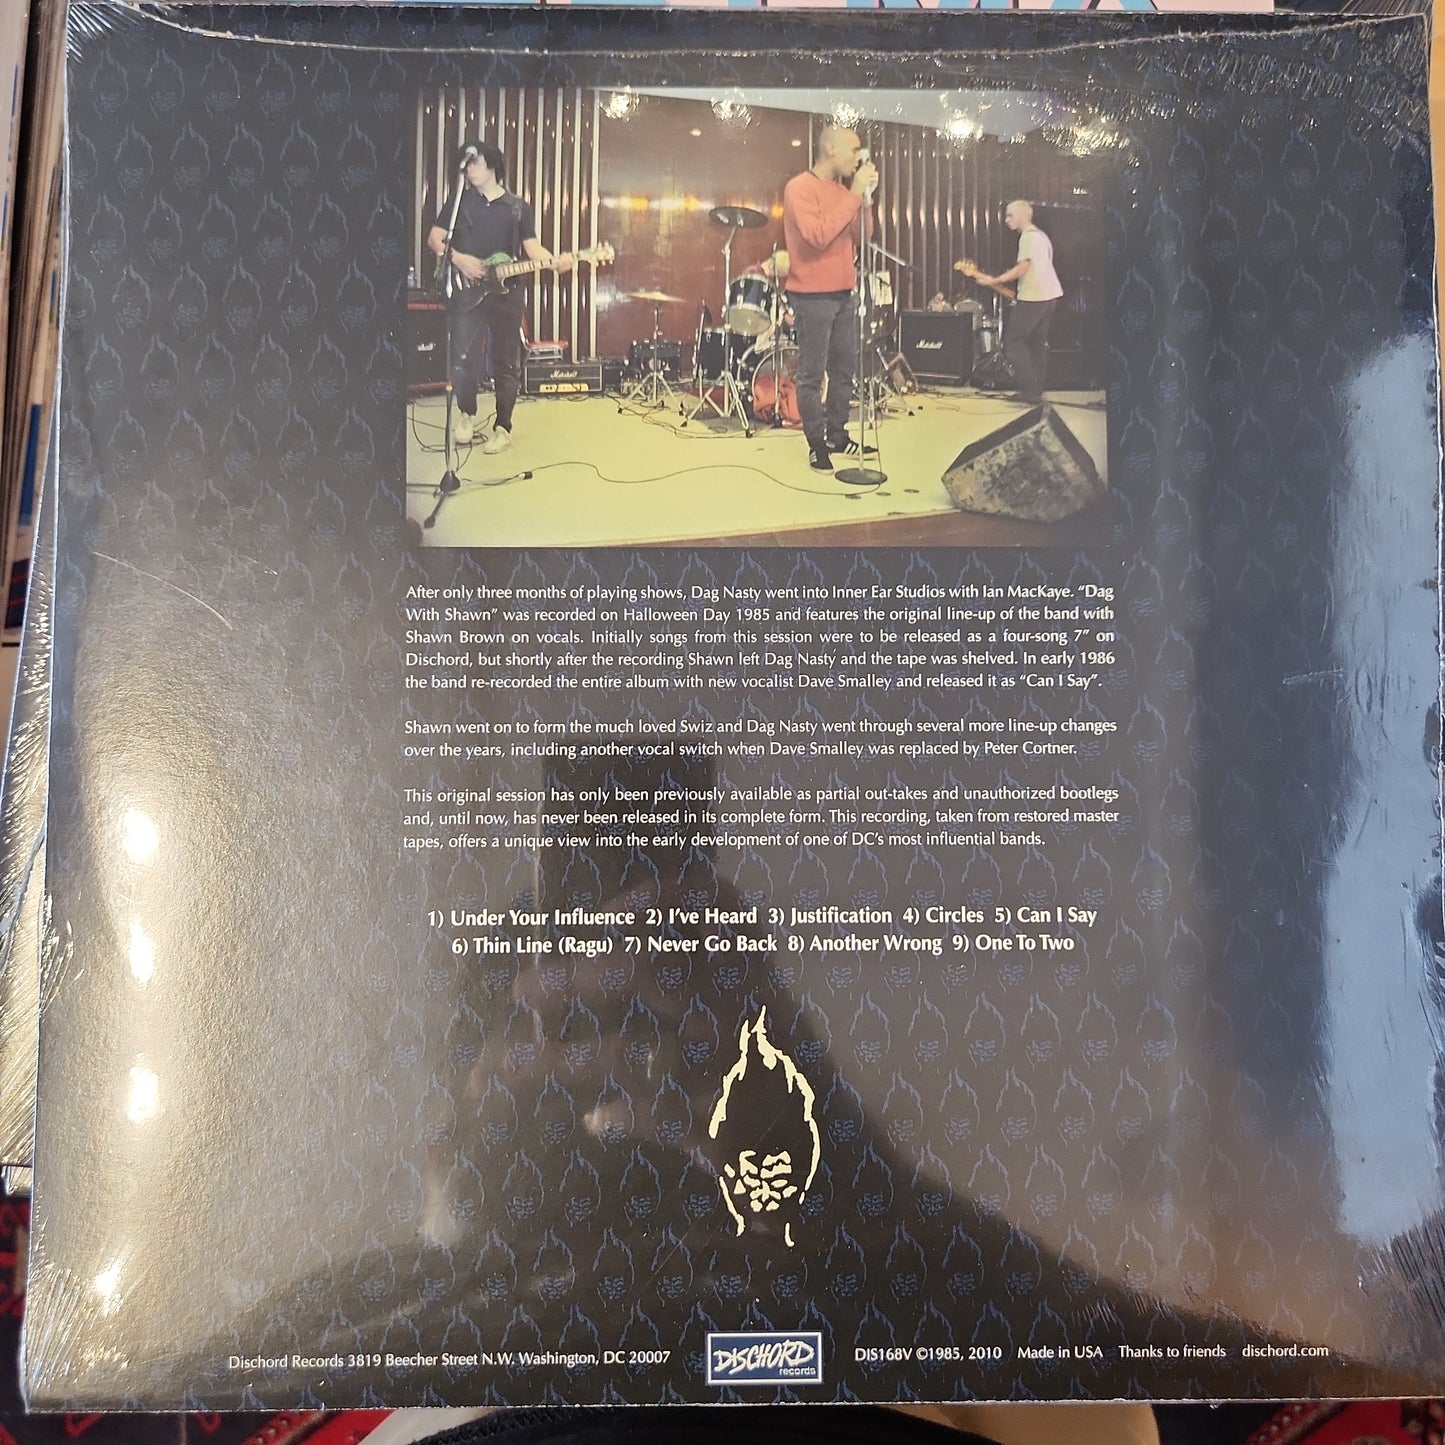 Marshall
Marshall
Marshall
After only three months of playing shows, Dag Nasty went into Inner Ear Studios with Ian MacKaye. “Dag
With Shawn” was recorded on Halloween Day 1985 and features the original line-up of the band with
Shawn Brown on vocals. Initially songs from this session were to be released as a four-song 7” on
Dischord, but shortly after the recording Shawn left Dag Nasty and the tape was shelved. In early 1986
the band re-recorded the entire album with new vocalist Dave Smalley and released it as “Can I Say”.
Shawn went on to form the much loved Swiz and Dag Nasty went through several more line-up changes
over the years, including another vocal switch when Dave Smalley was replaced by Peter Cortner.
This original session has only been previously available as partial out-takes and unauthorized bootlegs
and, until now, has never been released in its complete form. This recording, taken from restored master
tapes, offers a unique view into the early development of one of DC’s most influential bands.
1) Under Your Influence 2) I’ve Heard 3) Justification 4) Circles 5) Can I Say
6) Thin Line (Ragu) 7) Never Go Back 8) Another Wrong 9) One To Two
Dischord Records 3819 Beecher Street N.W. Washington, DC 20007
DISCHORD
records
DIS168V ©1985, 2010 Made in USA Thanks to friends dischord.com